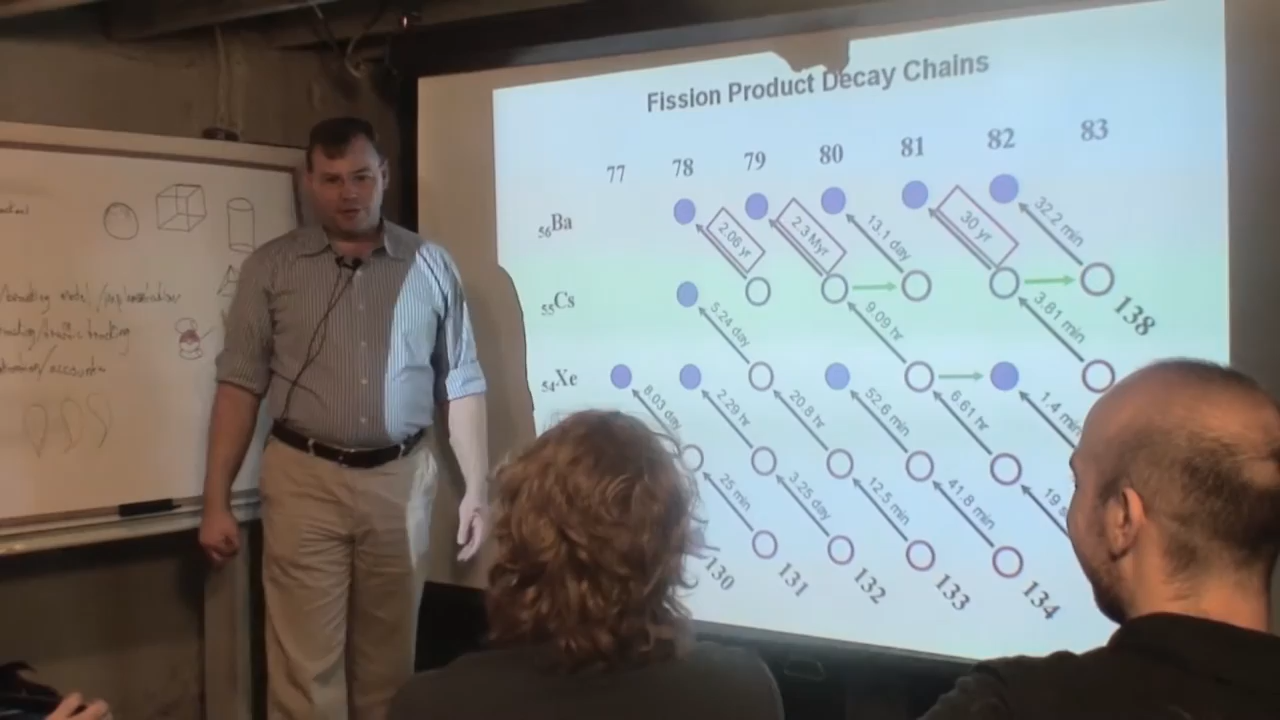 Fission Product Decay Chains
77 78 79 80 81 82 83
56Ba
2.06 yr 2.3 Myr 13.1 day 30 yr 32.2 min
55Cs
138
5.24 day 9.09 hr 3.81 min
54Xe
8.03 day 2.29 hr 20.8 hr 52.6 min 6.61 hr 1.4 min
25 min 3.25 day 12.5 min 41.8 min 19
130 131 132 133 134